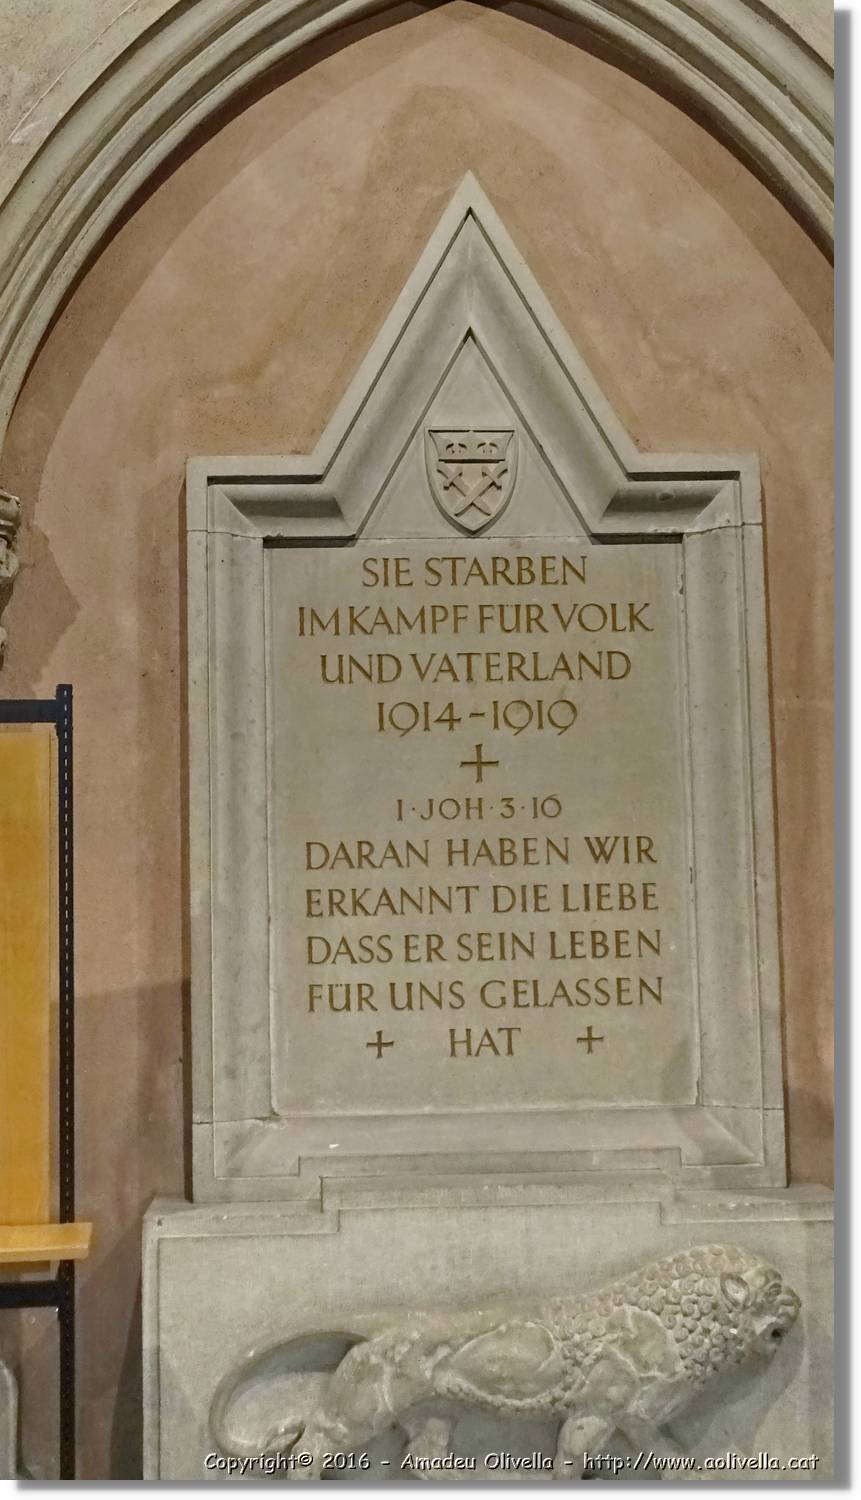 SIE STARBEN
IM KAMPF FÜR VOLK
UND VATERLAND
1914-1919
1·JOH·3·16
DARAN HABEN WIR
ERKANNT DIE LIEBE
DASS ER SEIN LEBEN
FÜR UNS GELASSEN
HAT
Copyright© 2016 - Amadeu Olivella - http://www.aolivella.cat